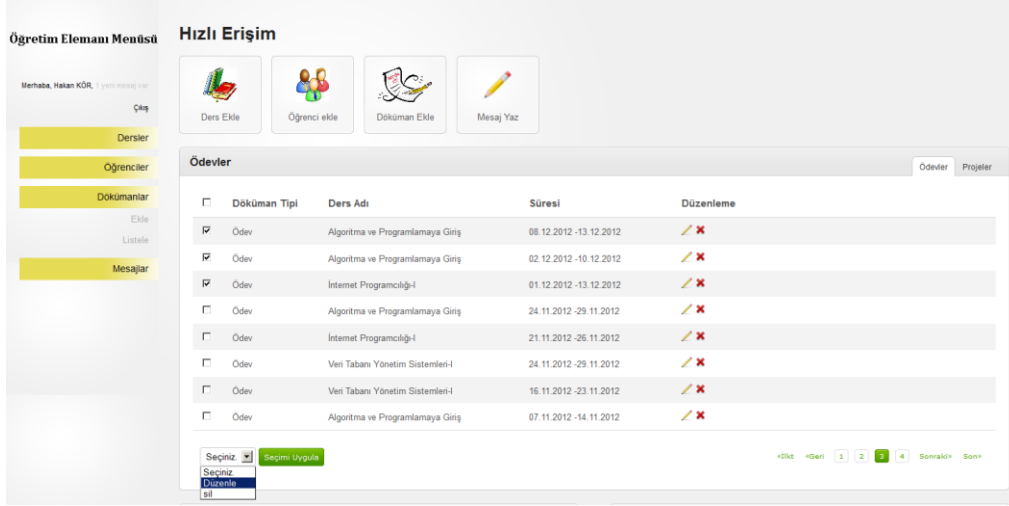 Öğretim Elemanı Menüsü
Merhaba, Hakan KÖR, 1 yeni mesaj var
Çıkış
Dersler
Öğrenciler
Dökümanlar
Ekle
Listele
Mesajlar
Hızlı Erişim
Ders Ekle
Öğrenci ekle
Döküman Ekle
Mesaj Yaz
Ödevler
Ödevler Projeler
Döküman Tipi Ders Adı Süresi Düzenleme
Ödev Algoritma ve Programlamaya Giriş 08.12.2012 -13.12.2012
Ödev Algoritma ve Programlamaya Giriş 02.12.2012 -10.12.2012
Ödev İnternet Programcılığı-I 01.12.2012 -13.12.2012
Ödev Algoritma ve Programlamaya Giriş 24.11.2012 -29.11.2012
Ödev İnternet Programcılığı-I 21.11.2012 -26.11.2012
Ödev Veri Tabanı Yönetim Sistemleri-I 24.11.2012 -29.11.2012
Ödev Veri Tabanı Yönetim Sistemleri-I 16.11.2012 -23.11.2012
Ödev Algoritma ve Programlamaya Giriş 07.11.2012 -14.11.2012
Seçiniz. Seçimi Uygula
Seçiniz.
Düzenle
sil
«İlkt «Geri 1 2 3 4 Sonraki» Son»